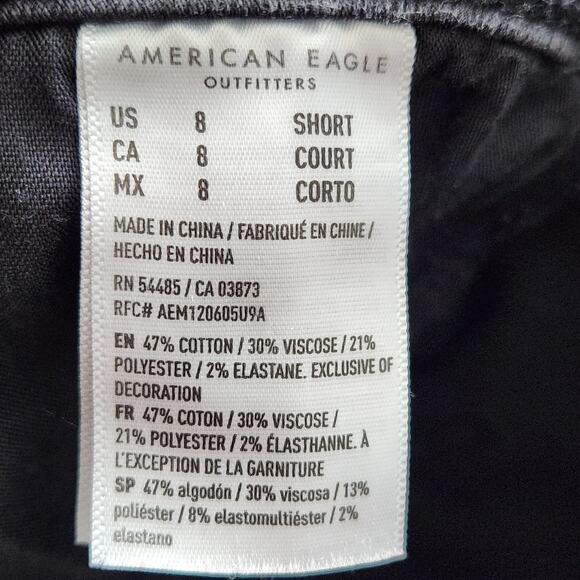 AMERICAN EAGLE
OUTFITTERS
US 8 SHORT
CA 8 COURT
MX 8 CORTO
MADE IN CHINA / FABRIQUÉ EN CHINE /
HECHO EN CHINA
RN 54485 / CA 03873
RFC# AEM120605U9A
EN 47% COTTON / 30% VISCOSE / 21%
POLYESTER / 2% ELASTANE. EXCLUSIVE OF
DECORATION
FR 47% COTON / 30% VISCOSE /
21% POLYESTER / 2% ÉLASTHANNE. À
L'EXCEPTION DE LA GARNITURE
SP 47% algodón / 30% viscosa / 13%
poliéster / 8% elastomultiéster / 2%
elastano